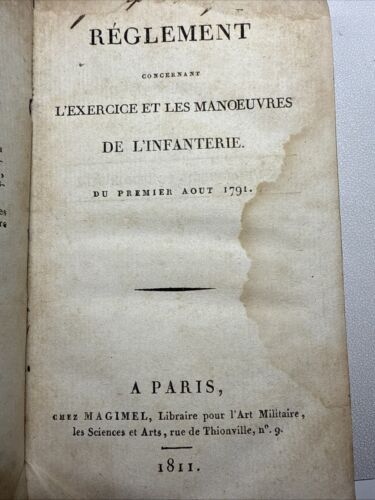 RÉGLEMENT
CONCERNANT
L'EXERCICE ET LES MANOEUVRES
DE L'INFANTERIE.
DU PREMIER AOUT 1791.
A PARIS,
CHEZ MAGIMEL, Libraire pour l'Art Militaire,
les Sciences et Arts, rue de Thionville, nº. 9.
1811.